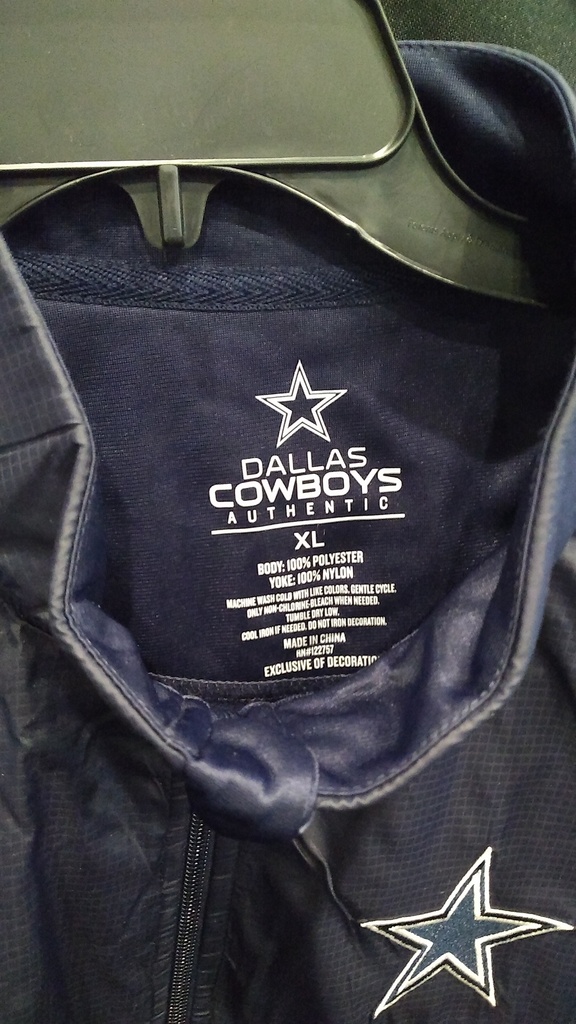 DALLAS
COWBOYS
AUTHENTIC
XL
BODY: 100% POLYESTER
YOKE: 100% NYLON
MACHINE WASH COLD WITH LIKE COLORS, GENTLE CYCLE.
ONLY NON-CHLORINE-BLEACH WHEN NEEDED.
TUMBLE DRY LOW.
COOL IRON IF NEEDED. DO NOT IRON DECORATION.
MADE IN CHINA
RN#122757
EXCLUSIVE OF DECORATIO